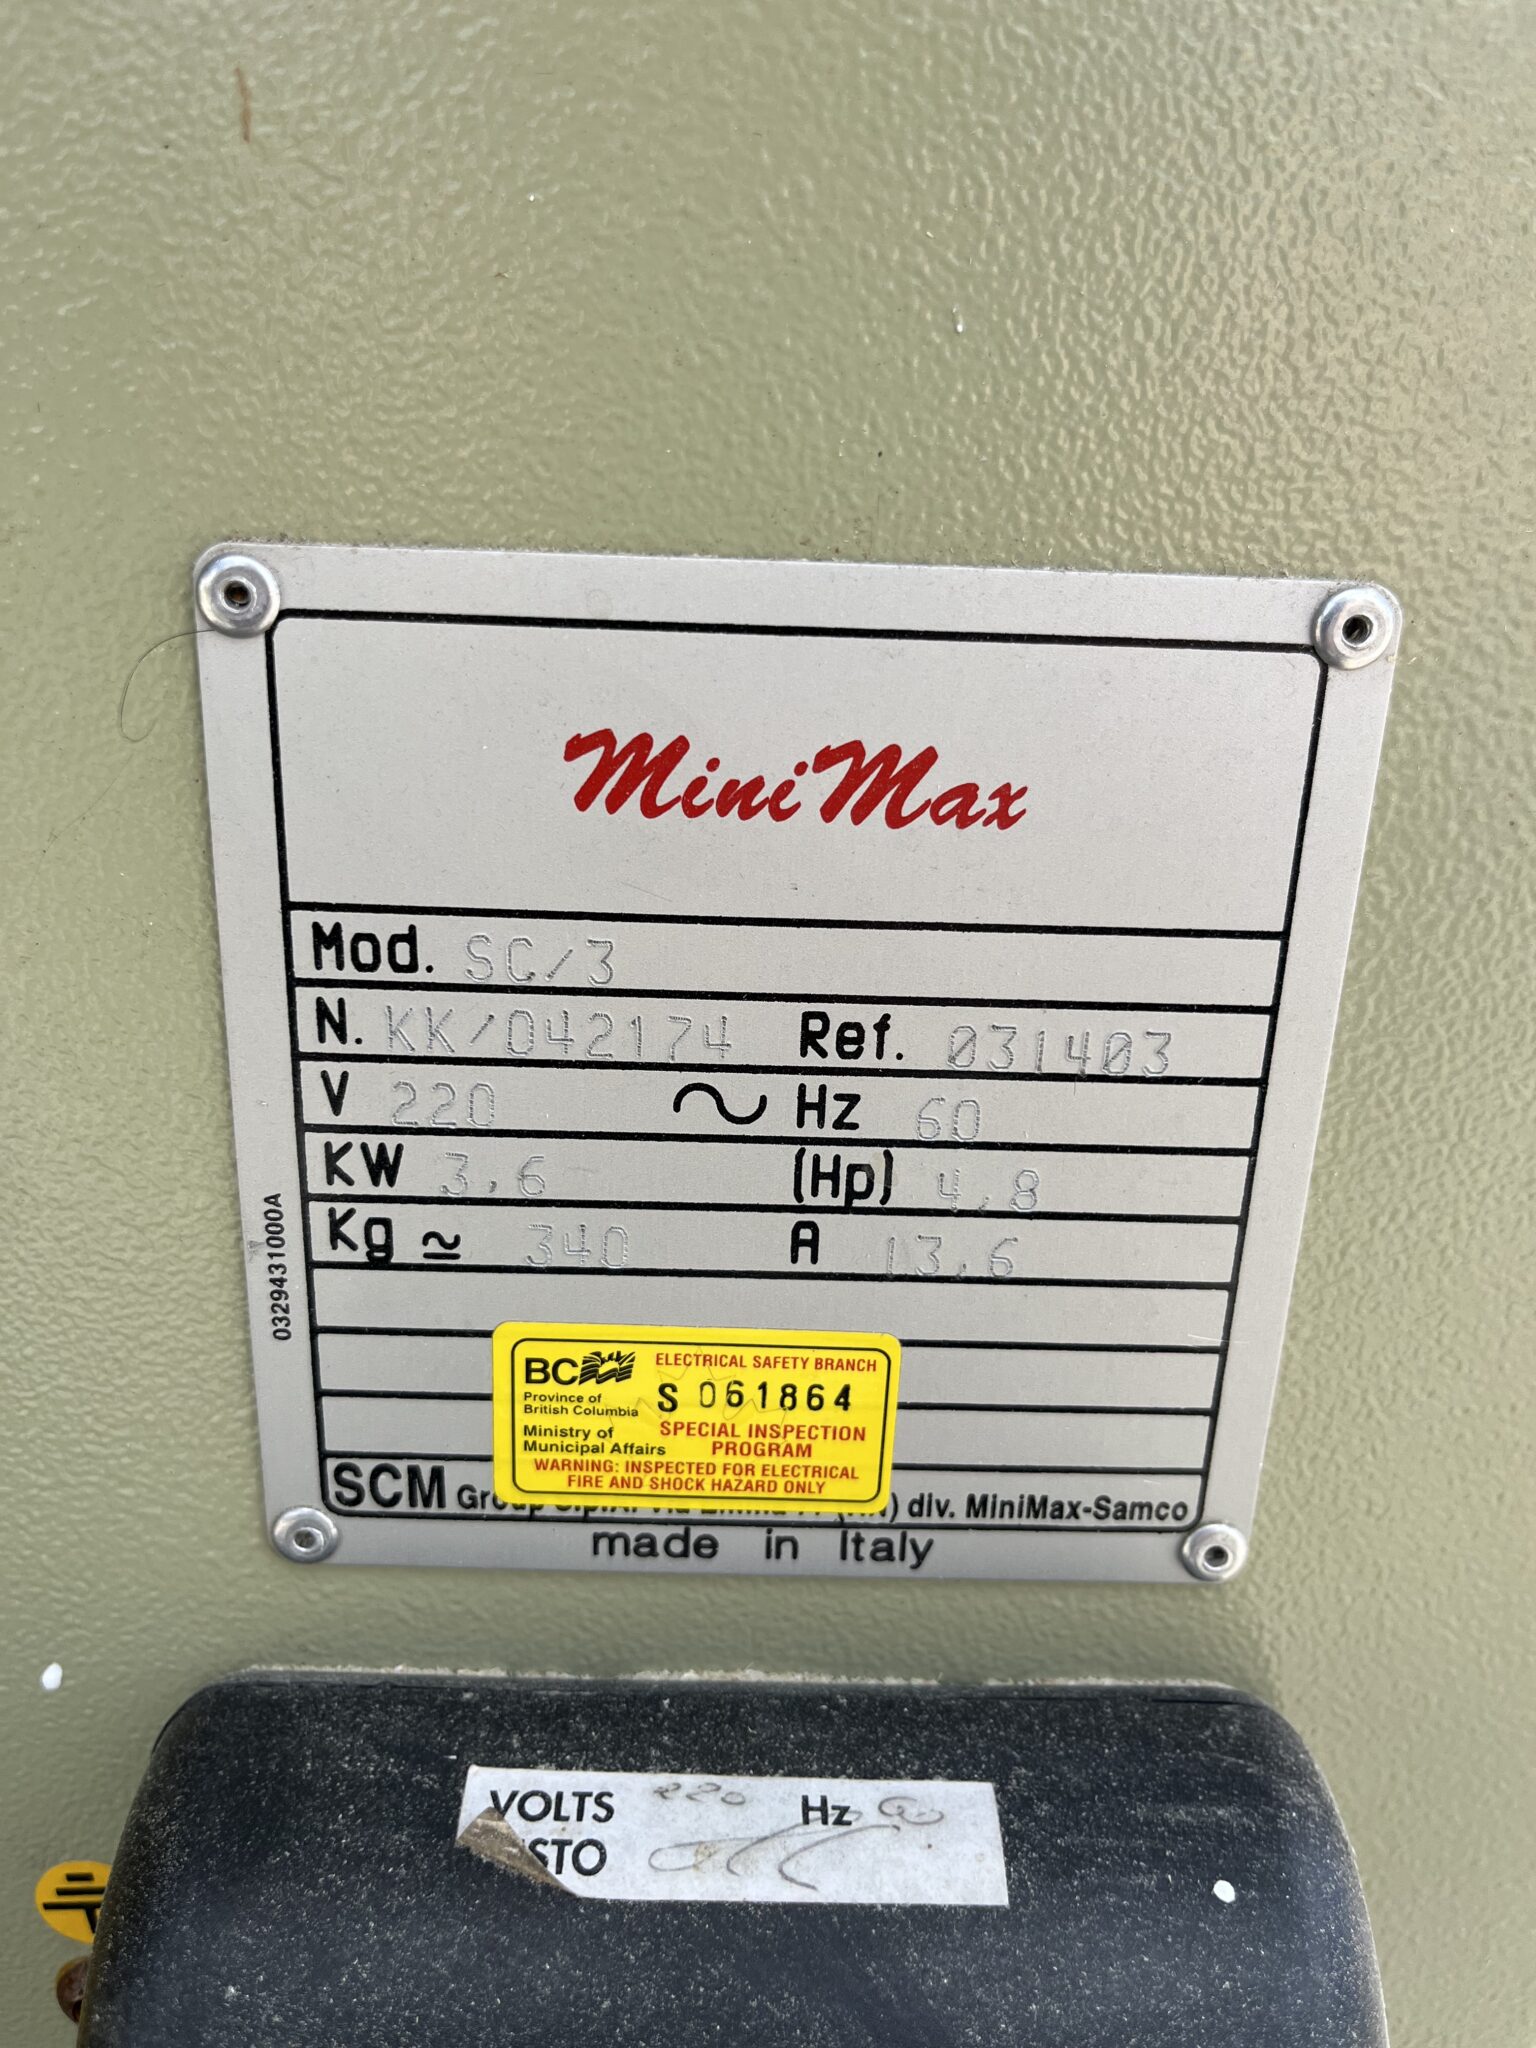 MiniMax
Mod. SC/3
N. KK/042174 Ref. 031403
V 220 ~ Hz 60
KW 3,6 (Hp) 4,8
Kg ≃ 340 A 13,6
0329431000A
BC ELECTRICAL SAFETY BRANCH
Province of
British Columbia
S 061864
Ministry of
Municipal Affairs
SPECIAL INSPECTION
PROGRAM
WARNING: INSPECTED FOR ELECTRICAL
FIRE AND SHOCK HAZARD ONLY
SCM Group div. MiniMax-Samco
made in Italy
VOLTS 220 Hz 60